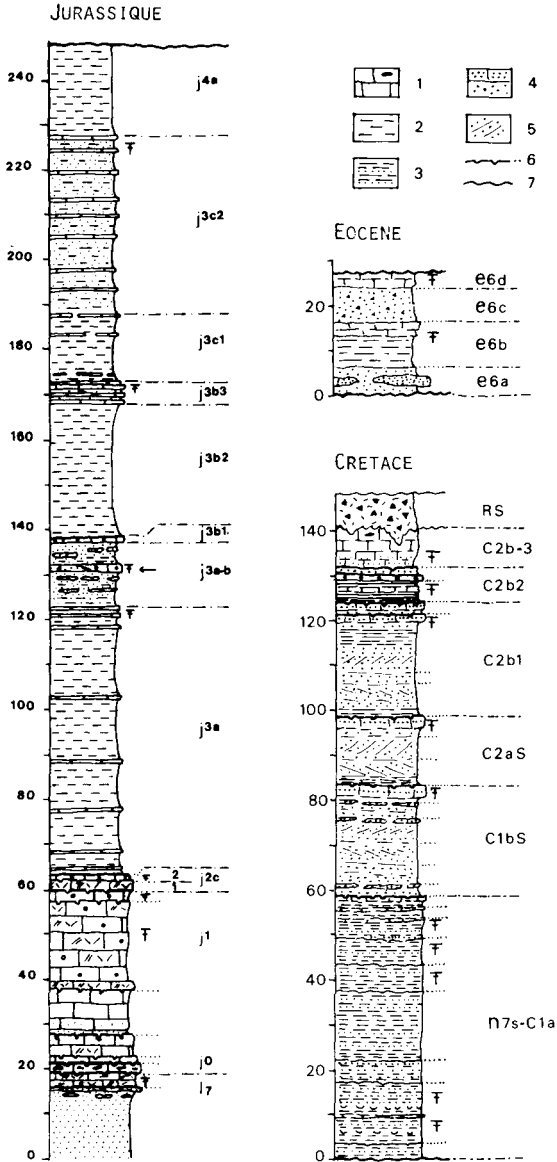 JURASSIQUE
240
220
200
180
160
140
120
100
80
60
40
20
0
j4a
j3c2
j3c1
j3b3
j3b2
j3b1
j3a-b
j3a
2
1
j2c
j1
j0
l7
1
2
3
4
5
6
7
EOCENE
20
0
e6d
e6c
e6b
e6a
CRETACE
140
120
100
80
60
40
20
0
RS
C2b-3
C2b2
C2b1
C2aS
C1bS
n7s-C1a